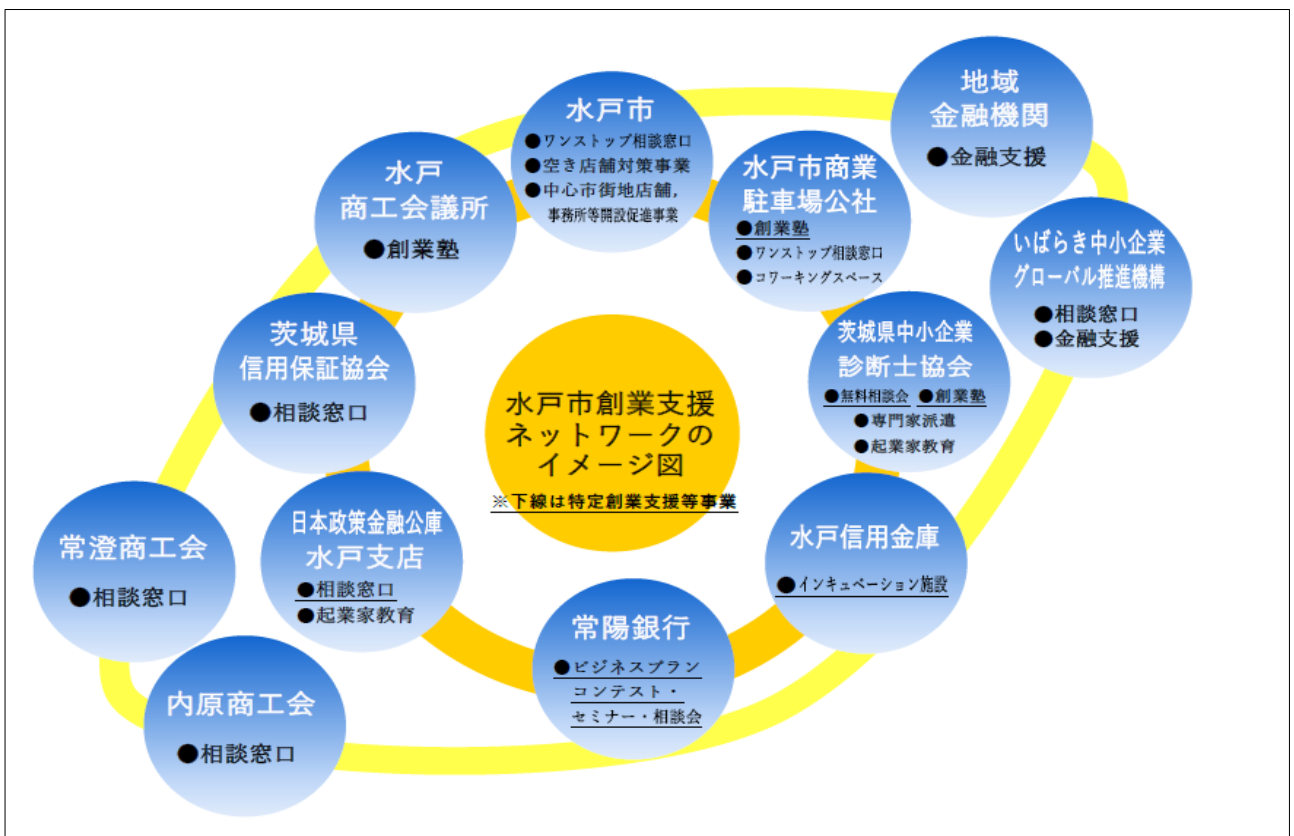 水戸市
●ワンストップ相談窓口
●空き店舗対策事業
●中心市街地店舗,
事務所等開設促進事業
地域
金融機関
●金融支援
水戸
商工会議所
●創業塾
水戸市商業
駐車場公社
●創業塾
●ワンストップ相談窓口
●コワーキングスペース
いばらき中小企業
グローバル推進機構
●相談窓口
●金融支援
茨城県
信用保証協会
●相談窓口
茨城県中小企業
診断士協会
●無料相談会 ●創業塾
●専門家派遣
●起業家教育
水戸市創業支援
ネットワークの
イメージ図
※下線は特定創業支援等事業
常澄商工会
●相談窓口
日本政策金融公庫
水戸支店
●相談窓口
●起業家教育
水戸信用金庫
●インキュベーション施設
常陽銀行
●ビジネスプラン
コンテスト・
セミナー・相談会
内原商工会
●相談窓口